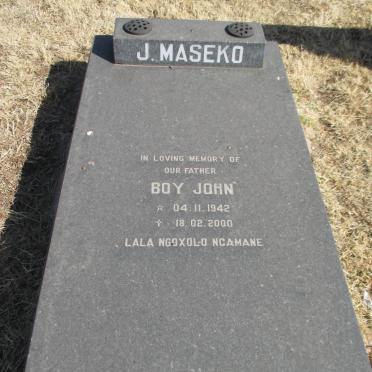 J. MASEKO
IN LOVING MEMORY OF
OUR FATHER
BOY JOHN
☆ 04.11.1942
✝ 18.02.2000
LALA NGOXOLO NCAMANE